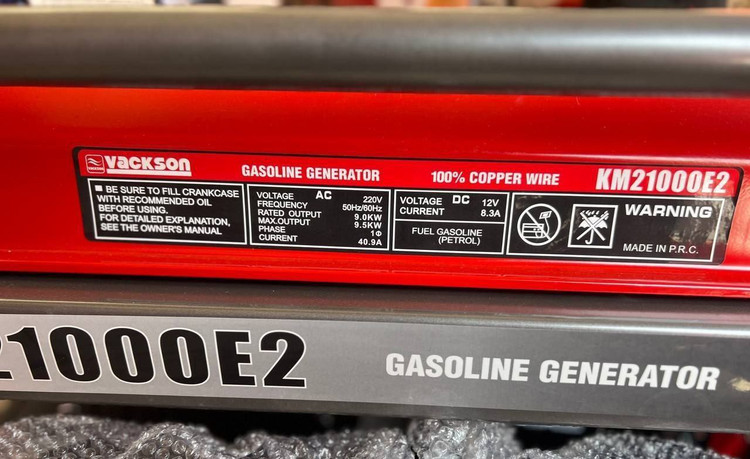 VACKSON
GASOLINE GENERATOR
100% COPPER WIRE
KM21000E2
■ BE SURE TO FILL CRANKCASE
WITH RECOMMENDED OIL
BEFORE USING.
FOR DETAILED EXPLANATION,
SEE THE OWNER'S MANUAL
AC
VOLTAGE 220V
FREQUENCY 50Hz/60Hz
RATED OUTPUT 9.0KW
MAX.OUTPUT 9.5KW
PHASE 1Φ
CURRENT 40.9A
DC
VOLTAGE 12V
CURRENT 8.3A
FUEL GASOLINE
(PETROL)
WARNING
MADE IN P.R.C.
21000E2
GASOLINE GENERATOR